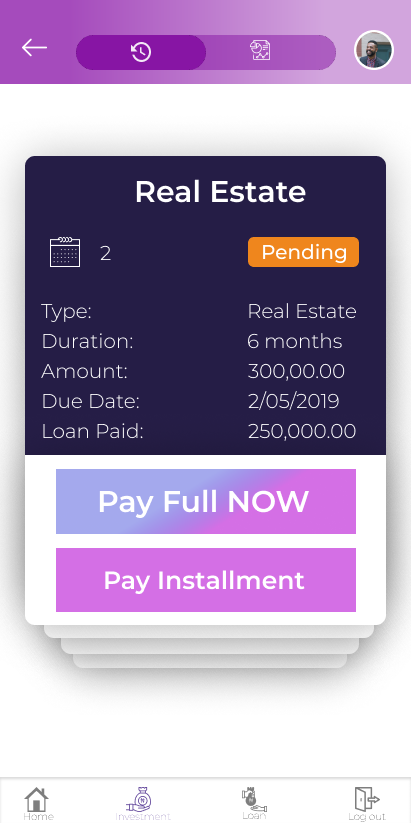 Real Estate
2 Pending
Type: Real Estate
Duration: 6 months
Amount: 300,00.00
Due Date: 2/05/2019
Loan Paid: 250,000.00
Pay Full NOW
Pay Installment
Home Investment Loan Log out